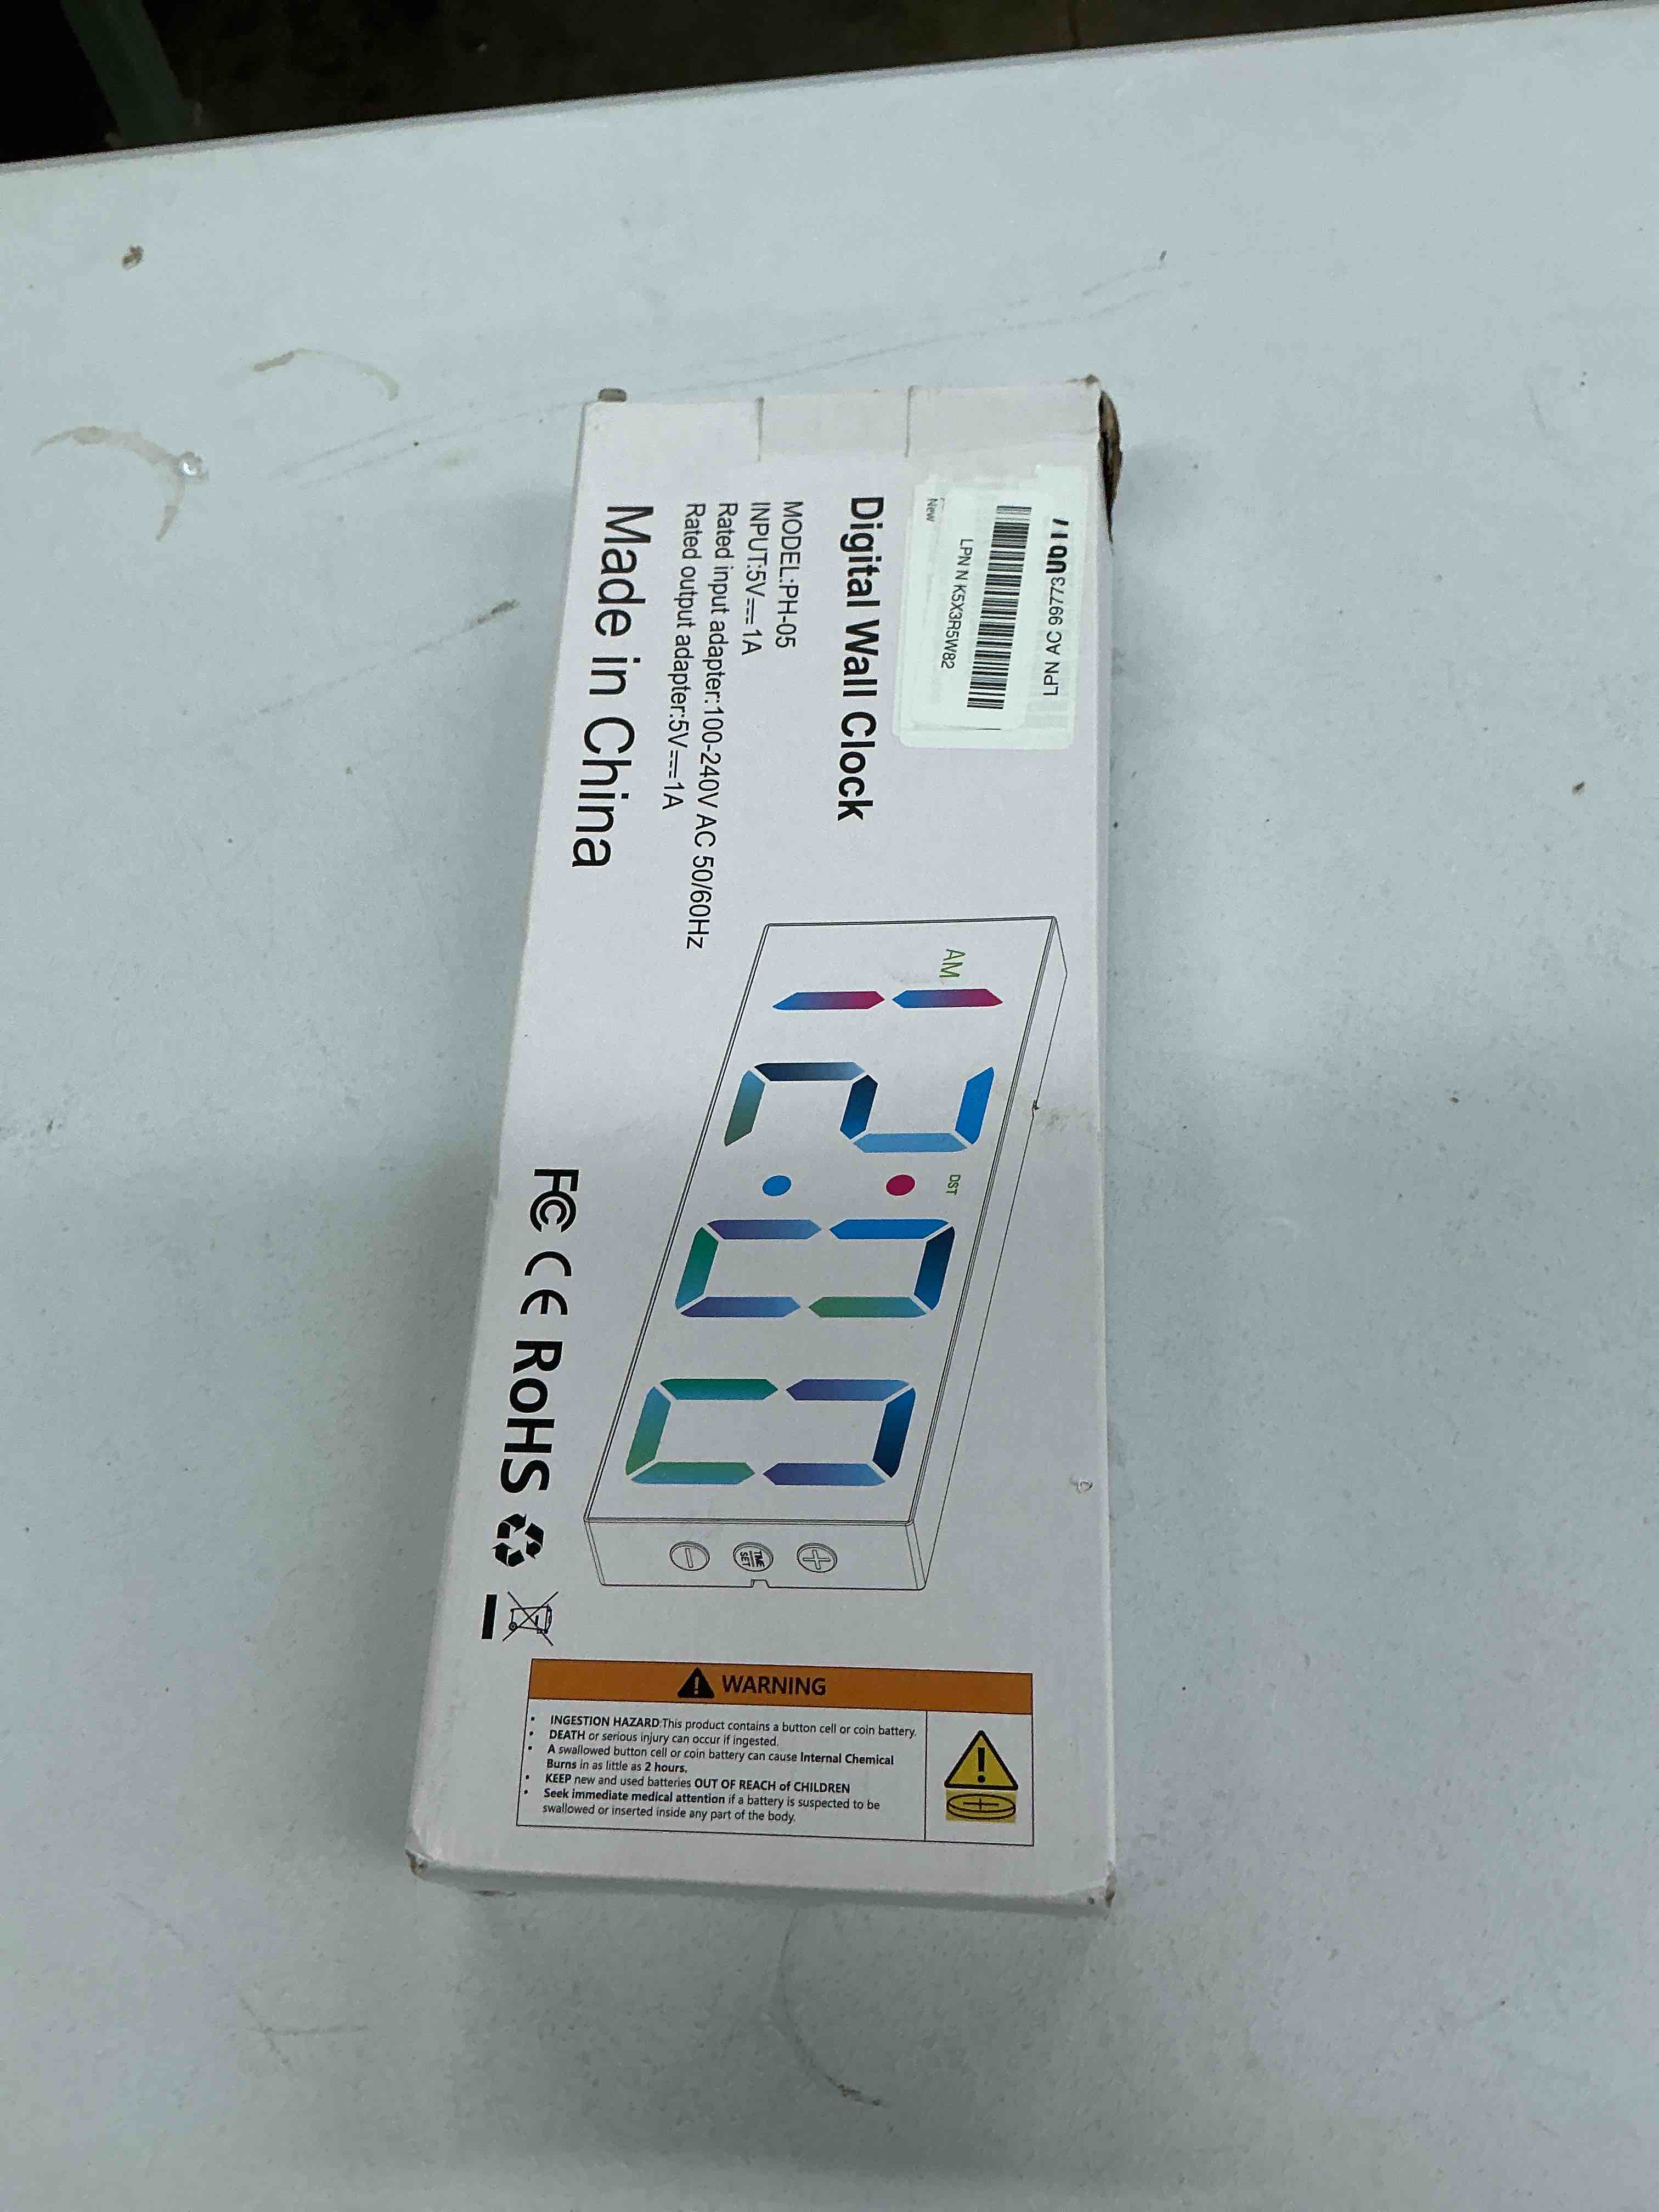 LPN AC 99773
LPN N K5X3R5W82
New
Digital Wall Clock
MODEL:PH-05
INPUT:5V⎓1A
Rated input adapter:100-240V AC 50/60Hz
Rated output adapter:5V⎓1A
Made in China
AM
DST
12:00
+
TIME
SET
−
FC CE RoHS
WARNING
• INGESTION HAZARD:This product contains a button cell or coin battery.
• DEATH or serious injury can occur if ingested.
• A swallowed button cell or coin battery can cause Internal Chemical
Burns in as little as 2 hours.
• KEEP new and used batteries OUT OF REACH of CHILDREN
• Seek immediate medical attention if a battery is suspected to be
swallowed or inserted inside any part of the body.